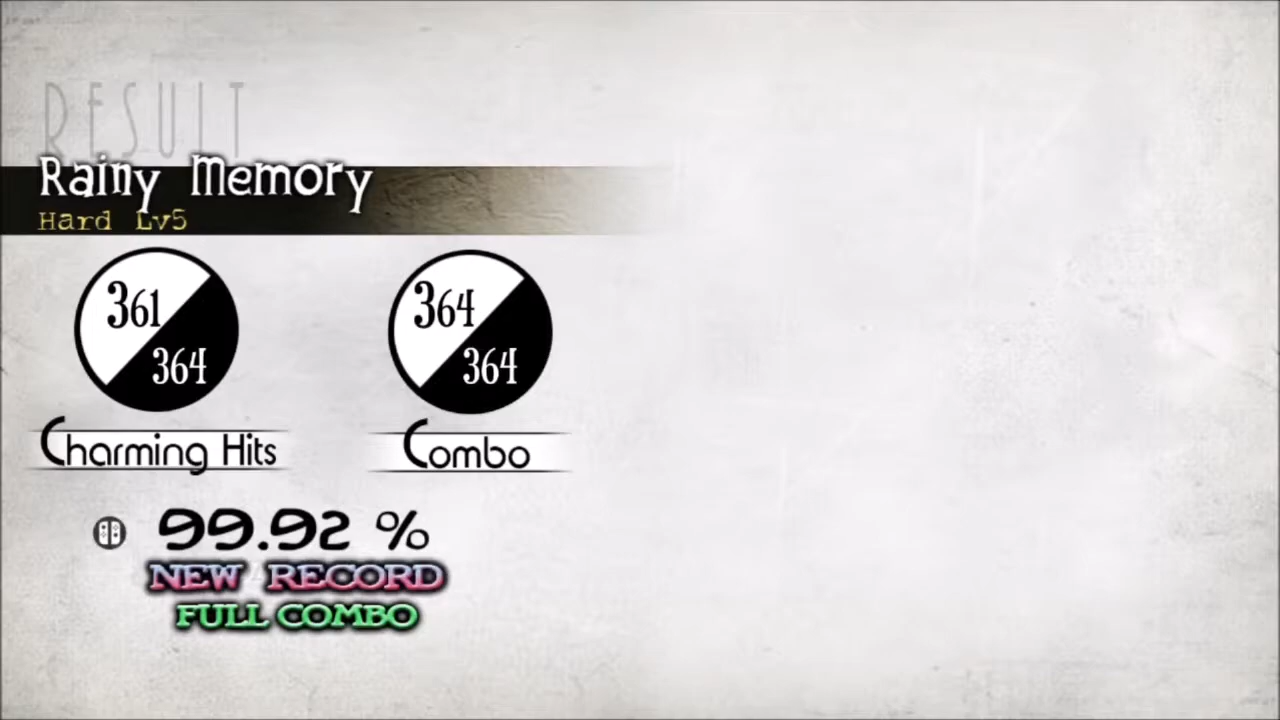 RESULT
Rainy Memory
Hard Lv5
361
364
Charming Hits
364
364
Combo
99.92 %
NEW RECORD
FULL COMBO